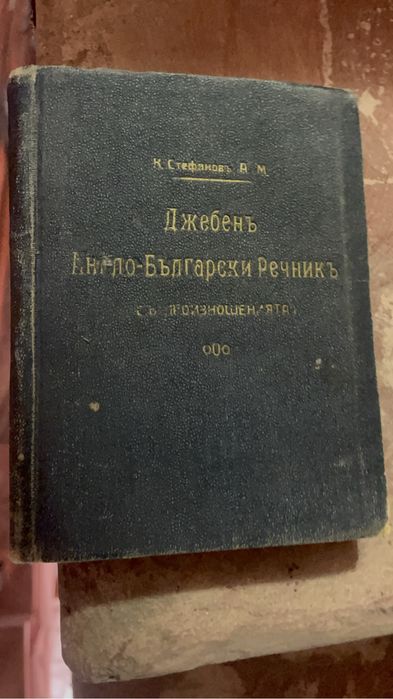 К. Стефановъ А. М.
Джебенъ
Англо-Български Речникъ
съ произношенията